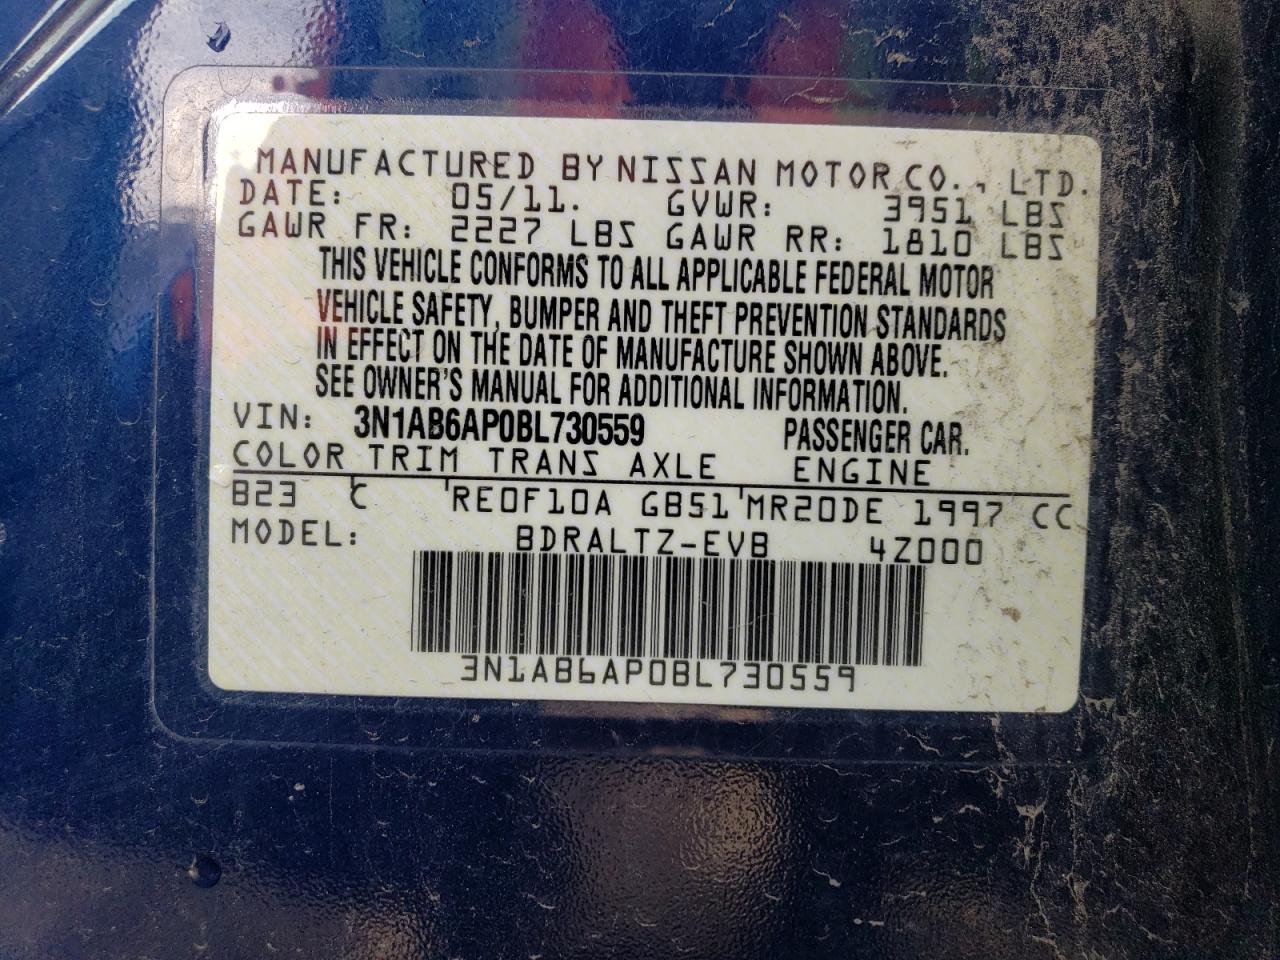 MANUFACTURED BY NISSAN MOTOR CO., LTD.
DATE: 05/11. GVWR: 3951 LBS
GAWR FR: 2227 LBS GAWR RR: 1810 LBS
THIS VEHICLE CONFORMS TO ALL APPLICABLE FEDERAL MOTOR
VEHICLE SAFETY, BUMPER AND THEFT PREVENTION STANDARDS
IN EFFECT ON THE DATE OF MANUFACTURE SHOWN ABOVE.
SEE OWNER'S MANUAL FOR ADDITIONAL INFORMATION.
VIN: 3N1AB6AP0BL730559 PASSENGER CAR.
COLOR TRIM TRANS AXLE ENGINE
B23 C RE0F10A GB51 MR20DE 1997 CC
MODEL: BDRALTZ-EVB 4Z000
3N1AB6AP0BL730559